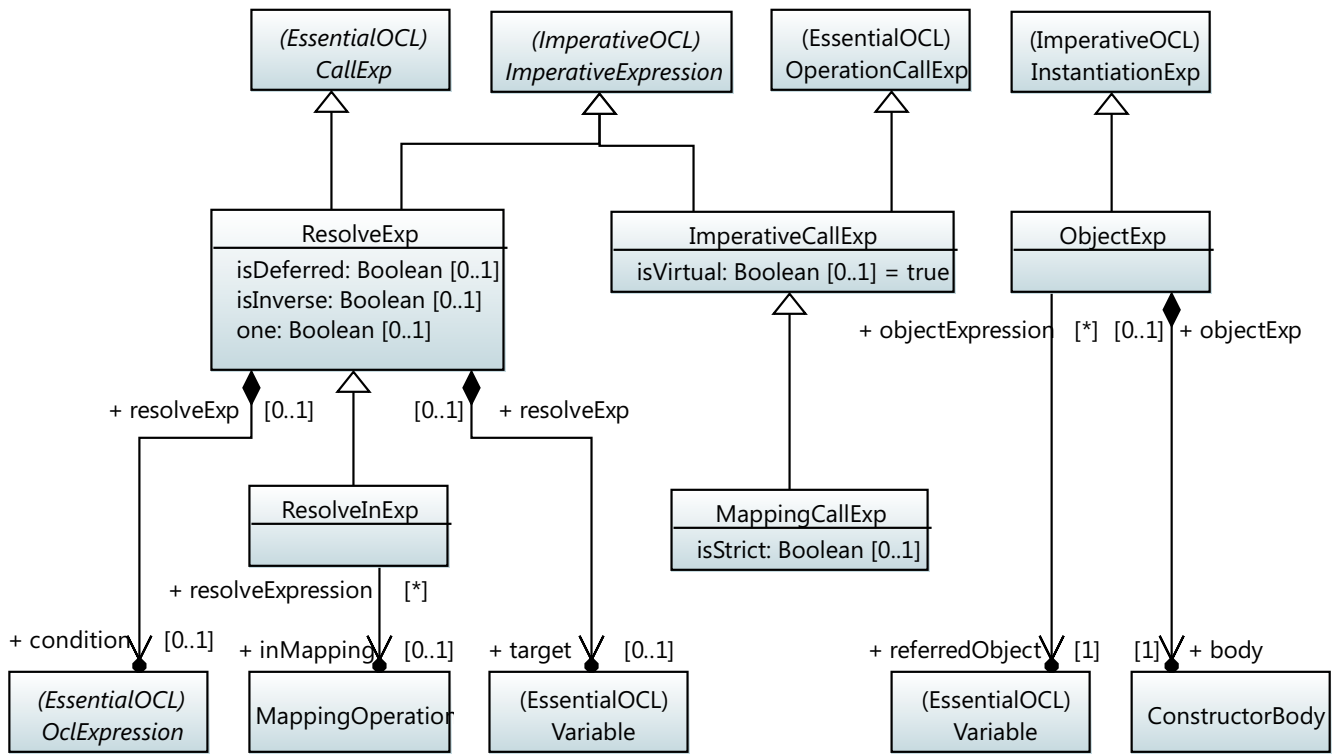 (EssentialOCL)
CallExp
(ImperativeOCL)
ImperativeExpression
(EssentialOCL)
OperationCallExp
(ImperativeOCL)
InstantiationExp
ResolveExp
isDeferred: Boolean [0..1]
isInverse: Boolean [0..1]
one: Boolean [0..1]
ImperativeCallExp
isVirtual: Boolean [0..1] = true
ObjectExp
+ objectExpression [*]
[0..1] + objectExp
+ resolveExp [0..1]
[0..1] + resolveExp
ResolveInExp
MappingCallExp
isStrict: Boolean [0..1]
+ resolveExpression [*]
+ condition [0..1]
+ inMapping [0..1]
+ target [0..1]
+ referredObject [1]
[1] + body
(EssentialOCL)
OclExpression
MappingOperation
(EssentialOCL)
Variable
(EssentialOCL)
Variable
ConstructorBody